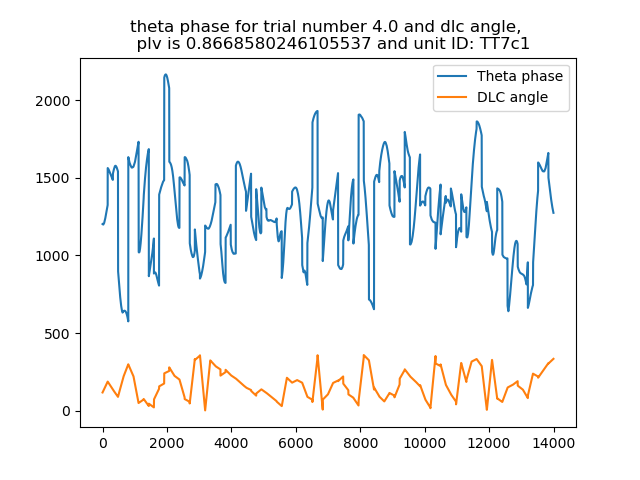 theta phase for trial number 4.0 and dlc angle,
plv is 0.8668580246105537 and unit ID: TT7c1
Theta phase
DLC angle
2000
1500
1000
500
0
0 2000 4000 6000 8000 10000 12000 14000